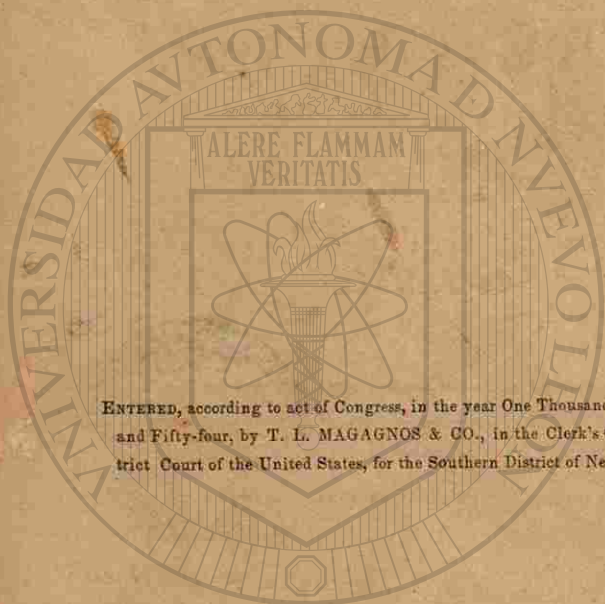 VNIVERSIDAD AVTONOMA D NVEVO LEON
ALERE FLAMMAM
VERITATIS
ENTERED, according to act of Congress, in the year One Thousand
and Fifty-four, by T. L. MAGAGNOS & CO., in the Clerk's
trict Court of the United States, for the Southern District of Ne